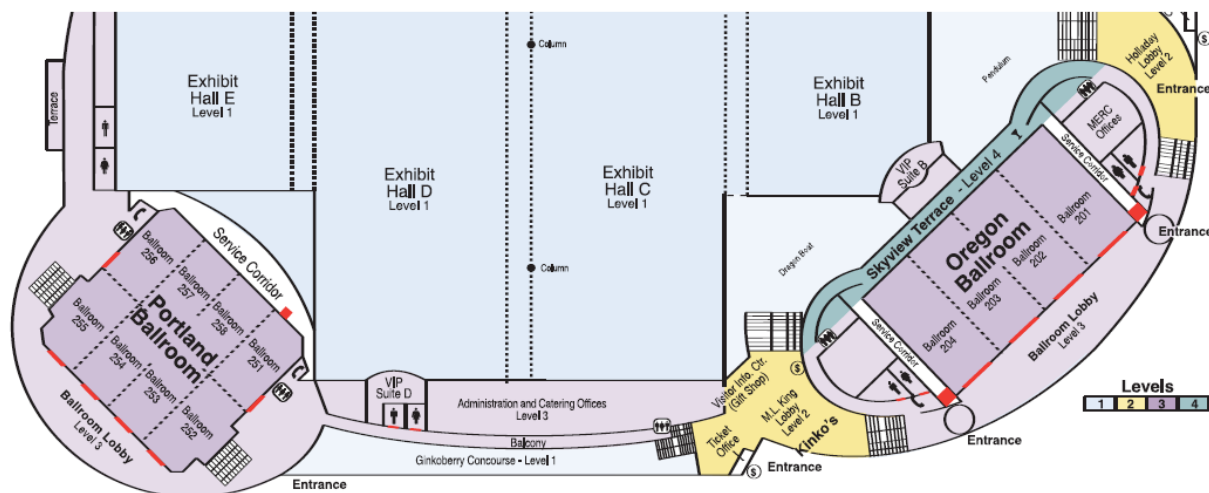 Terrace
Exhibit
Hall E
Level 1
Exhibit
Hall D
Level 1
Column
Exhibit
Hall C
Level 1
Column
Exhibit
Hall B
Level 1
Pendulum
Holladay
Lobby
Level 2
Entrance
MERC
Offices
Service Corridor
VIP
Suite B
Skyview Terrace - Level 4
Oregon
Ballroom
Ballroom
201
Ballroom
202
Ballroom
203
Ballroom
204
Entrance
Dragon Boat
Service Corridor
Ballroom Lobby
Level 3
Service Corridor
Portland
Ballroom
Ballroom
256
Ballroom
257
Ballroom
258
Ballroom
251
Ballroom
255
Ballroom
254
Ballroom
253
Ballroom
252
Ballroom Lobby
Level 3
VIP
Suite D
Administration and Catering Offices
Level 3
Balcony
Ginkoberry Concourse - Level 1
Entrance
Visitor Info. Ctr.
(Gift Shop)
M.L. King
Lobby
Level 2
Ticket
Office
Kinko's
$
$
$
Entrance
Entrance
Levels
1 2 3 4